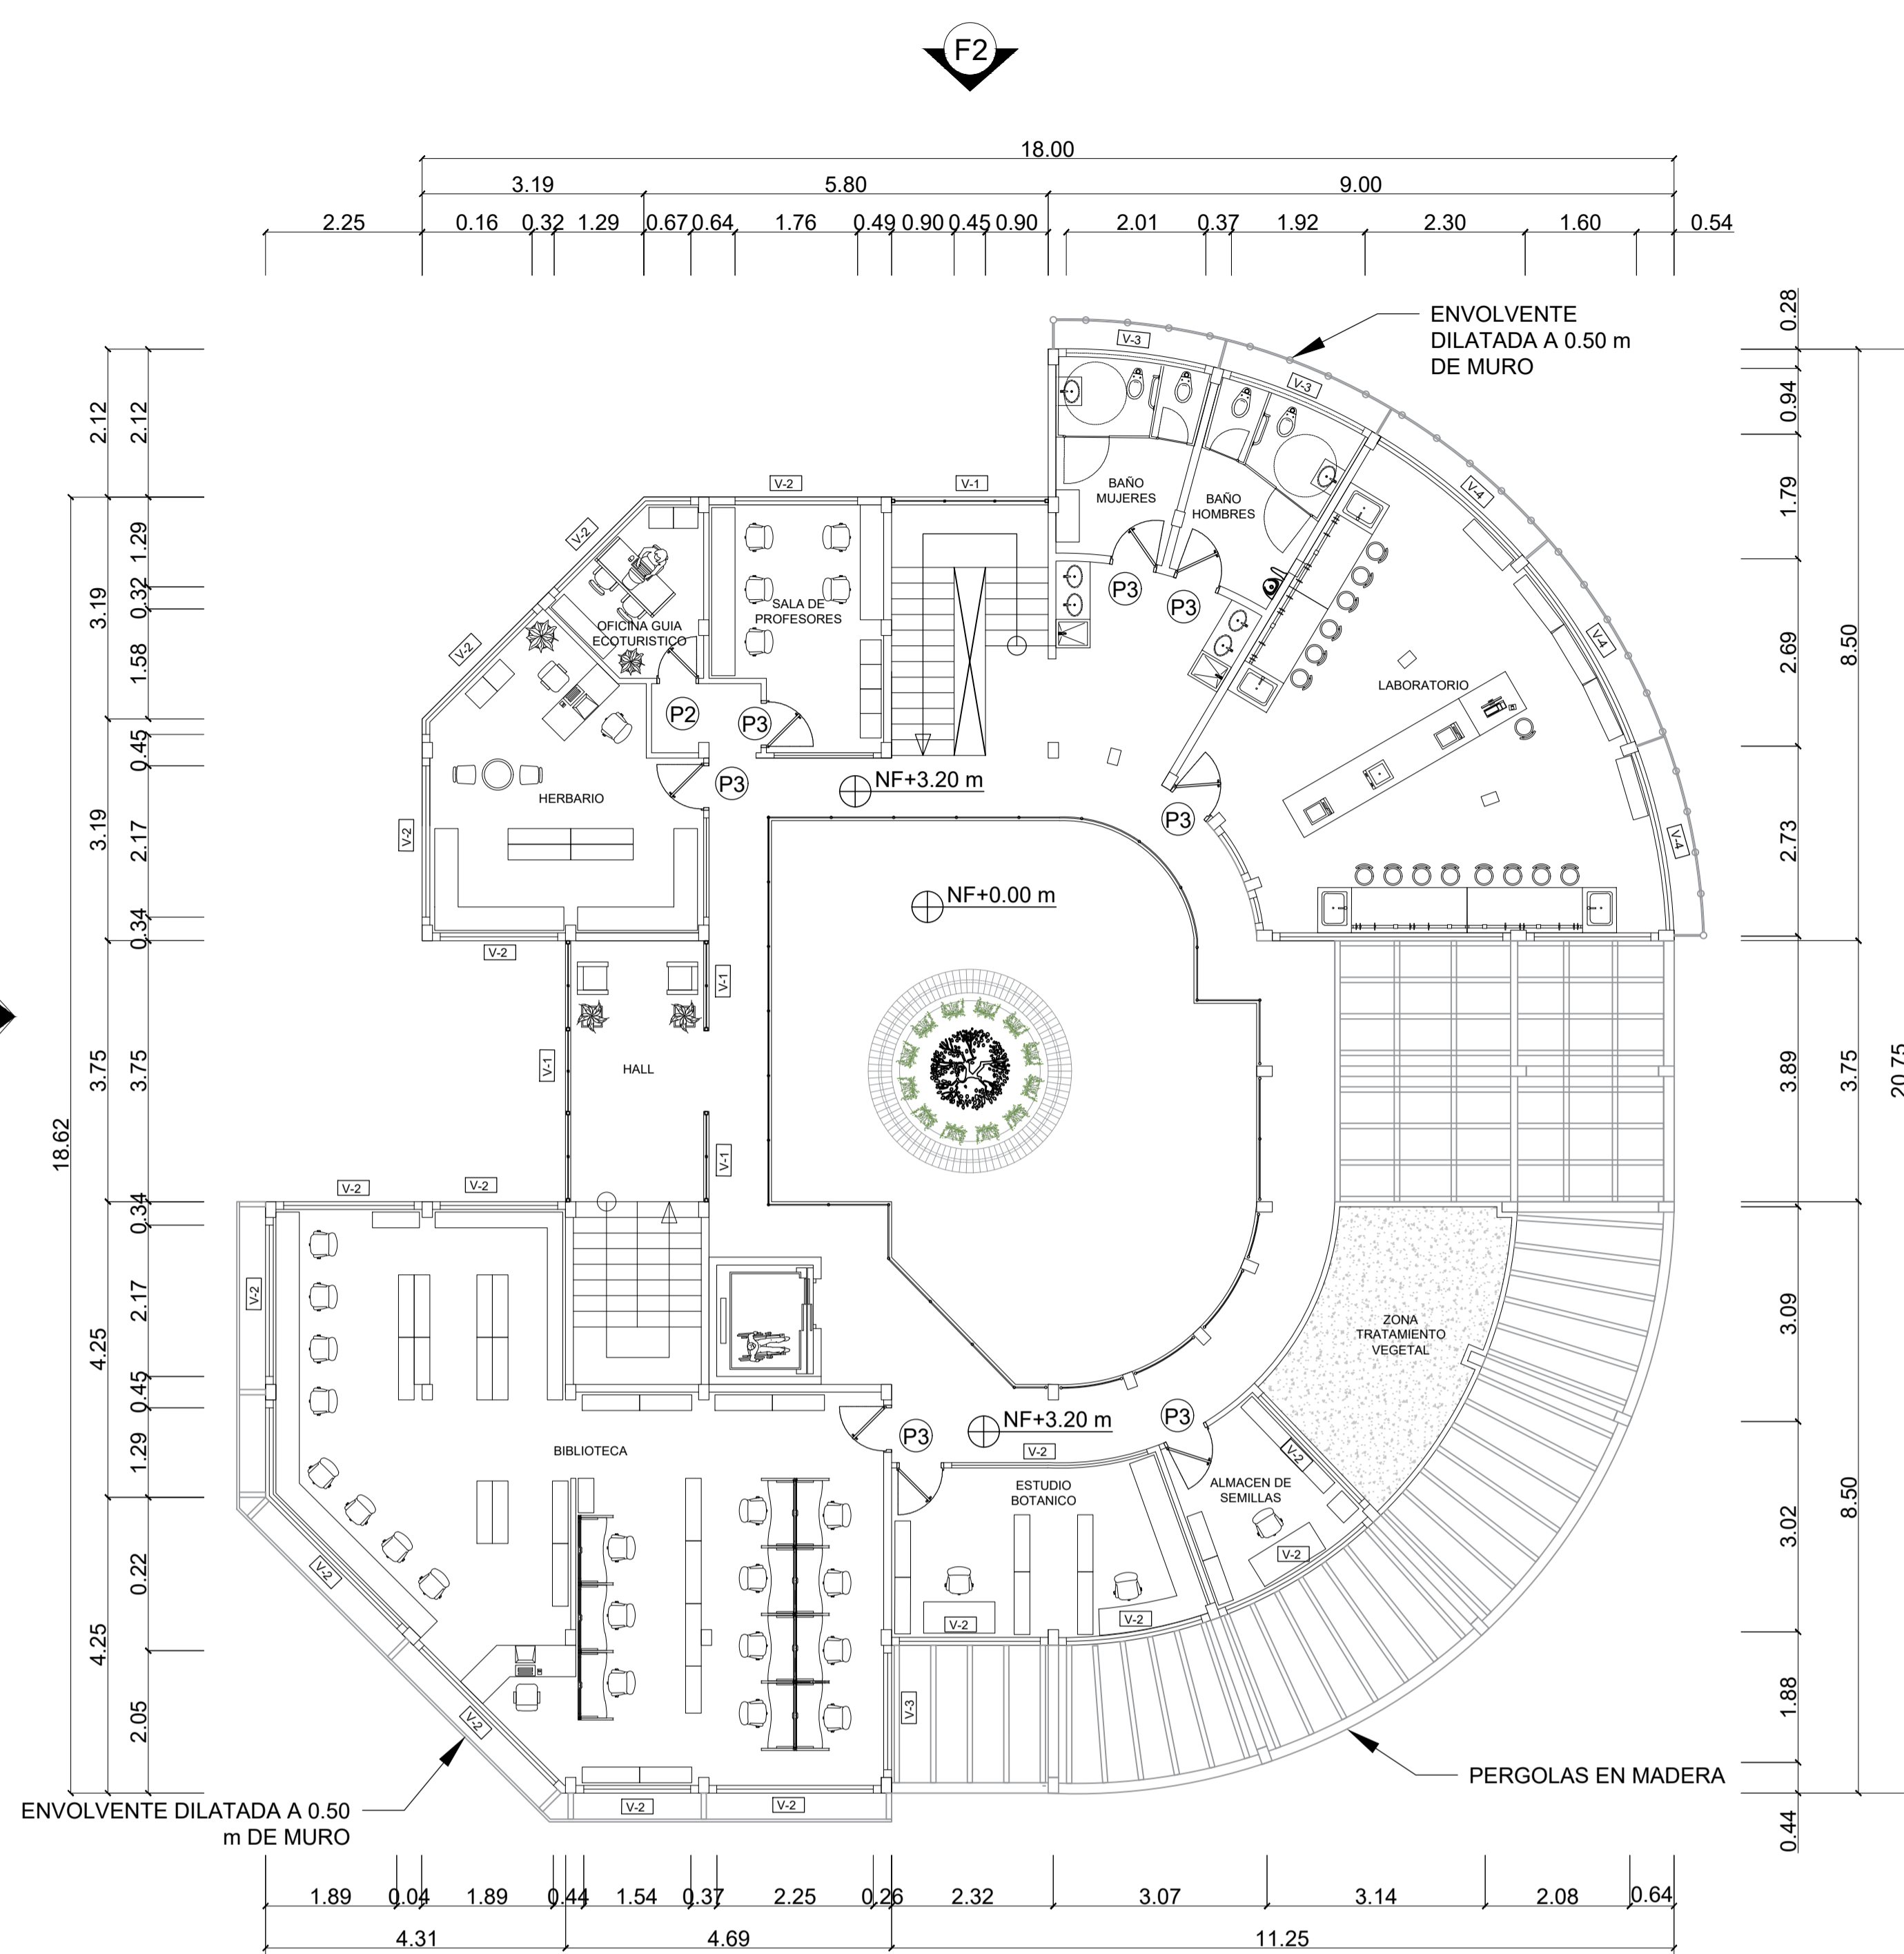 F2
18.00
3.19 5.80 9.00
2.25 0.16 0.32 1.29 0.67 0.64 1.76 0.49 0.90 0.45 0.90 2.01 0.37 1.92 2.30 1.60 0.54
ENVOLVENTE
DILATADA A 0.50 m
DE MURO
V-3
V-3
V-4
V-4
V-4
BAÑO
MUJERES
BAÑO
HOMBRES
P3
P3
V-2
V-1
V-2
V-2
OFICINA GUIA
ECOTURISTICO
SALA DE
PROFESORES
P2
P3
P3
LABORATORIO
P3
HERBARIO
V-2
V-2
NF+3.20 m
NF+0.00 m
HALL
V-1
V-1
V-1
V-2
V-2
V-2
ZONA
TRATAMIENTO
VEGETAL
BIBLIOTECA
P3
NF+3.20 m
P3
V-2
V-2
ESTUDIO
BOTANICO
ALMACEN DE
SEMILLAS
V-2
V-2
V-2
V-2
V-2
V-3
V-2
V-2
ENVOLVENTE DILATADA A 0.50
m DE MURO
PERGOLAS EN MADERA
18.62
2.12
3.19
3.19
3.75
4.25
4.25
2.12
1.29
0.32
1.58
0.45
2.17
0.34
3.75
0.34
2.17
0.45
1.29
0.22
2.05
0.28
0.94
1.79
2.69
2.73
3.89
3.09
3.02
1.88
0.44
8.50
3.75
8.50
20.75
1.89 0.04 1.89 0.44 1.54 0.37 2.25 0.26 2.32 3.07 3.14 2.08 0.64
4.31 4.69 11.25